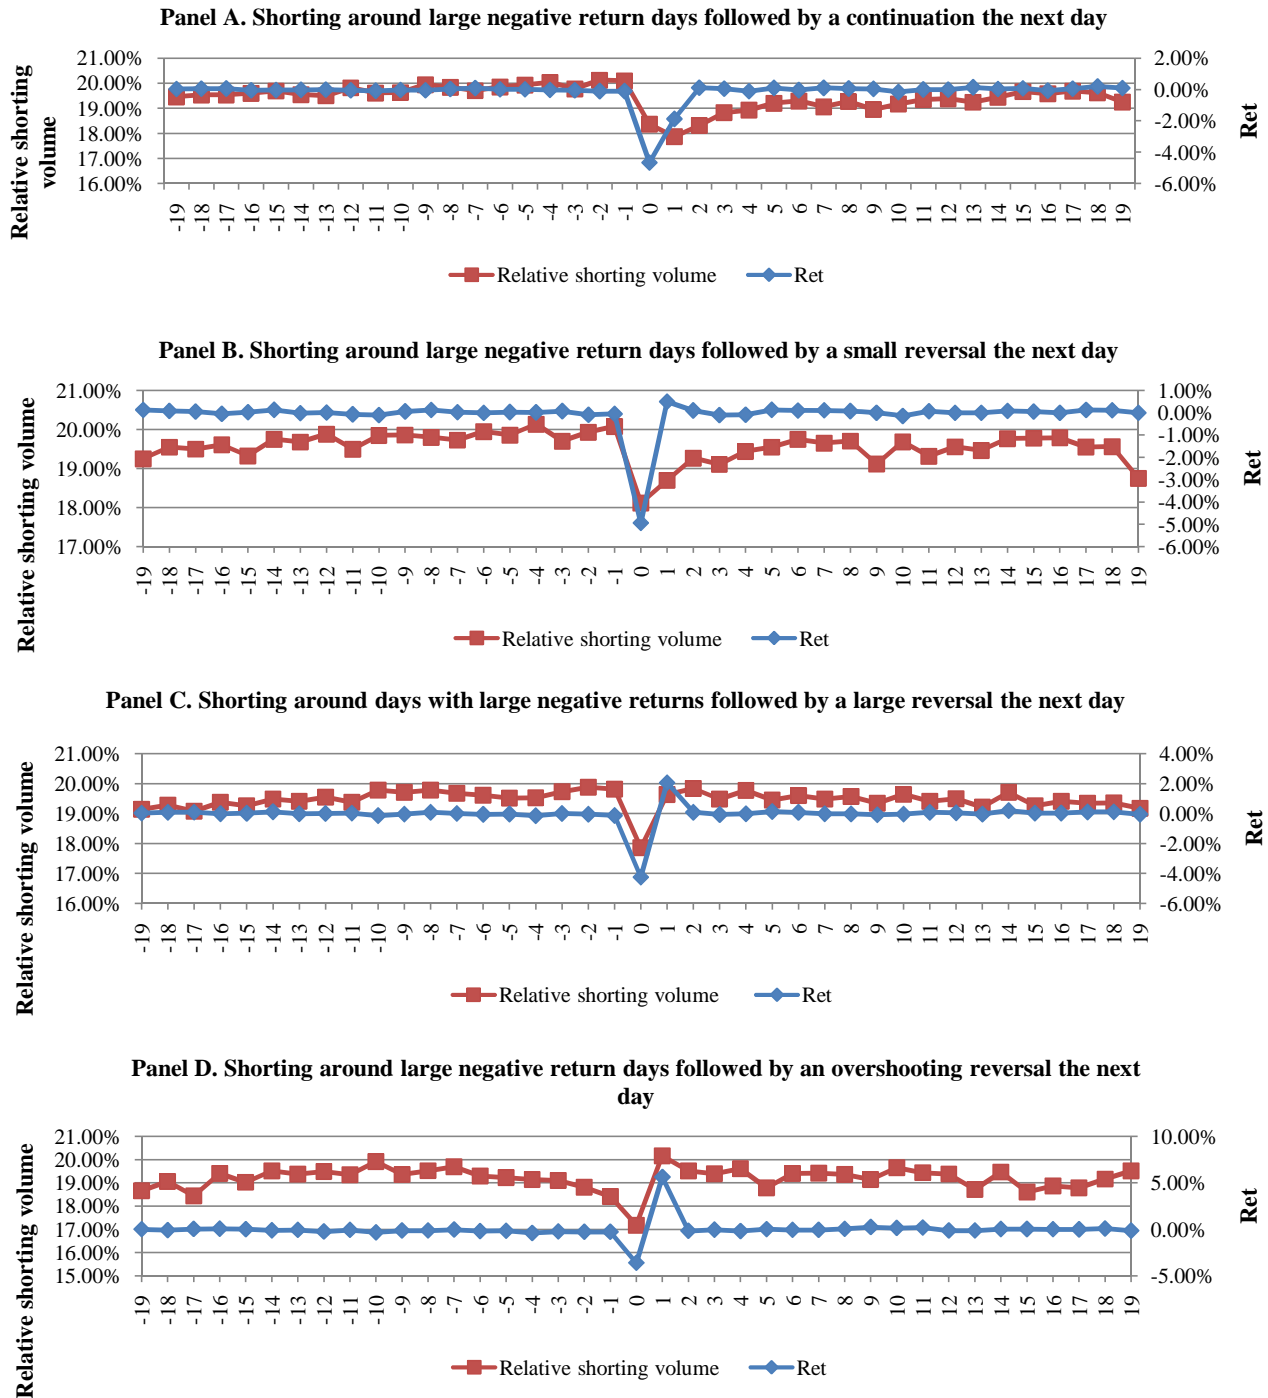 Panel A. Shorting around large negative return days followed by a continuation the next day
Relative shorting
volume
21.00%
20.00%
19.00%
18.00%
17.00%
16.00%
2.00%
0.00%
-2.00%
-4.00%
-6.00%
Ret
-19 -18 -17 -16 -15 -14 -13 -12 -11 -10 -9 -8 -7 -6 -5 -4 -3 -2 -1 0 1 2 3 4 5 6 7 8 9 10 11 12 13 14 15 16 17 18 19
Relative shorting volume Ret
Panel B. Shorting around large negative return days followed by a small reversal the next day
Relative shorting volume
21.00%
20.00%
19.00%
18.00%
17.00%
1.00%
0.00%
-1.00%
-2.00%
-3.00%
-4.00%
-5.00%
-6.00%
Ret
-19 -18 -17 -16 -15 -14 -13 -12 -11 -10 -9 -8 -7 -6 -5 -4 -3 -2 -1 0 1 2 3 4 5 6 7 8 9 10 11 12 13 14 15 16 17 18 19
Relative shorting volume Ret
Panel C. Shorting around days with large negative returns followed by a large reversal the next day
Relative shorting volume
21.00%
20.00%
19.00%
18.00%
17.00%
16.00%
4.00%
2.00%
0.00%
-2.00%
-4.00%
-6.00%
Ret
-19 -18 -17 -16 -15 -14 -13 -12 -11 -10 -9 -8 -7 -6 -5 -4 -3 -2 -1 0 1 2 3 4 5 6 7 8 9 10 11 12 13 14 15 16 17 18 19
Relative shorting volume Ret
Panel D. Shorting around large negative return days followed by an overshooting reversal the next
day
Relative shorting volume
21.00%
20.00%
19.00%
18.00%
17.00%
16.00%
15.00%
10.00%
5.00%
0.00%
-5.00%
Ret
-19 -18 -17 -16 -15 -14 -13 -12 -11 -10 -9 -8 -7 -6 -5 -4 -3 -2 -1 0 1 2 3 4 5 6 7 8 9 10 11 12 13 14 15 16 17 18 19
Relative shorting volume Ret